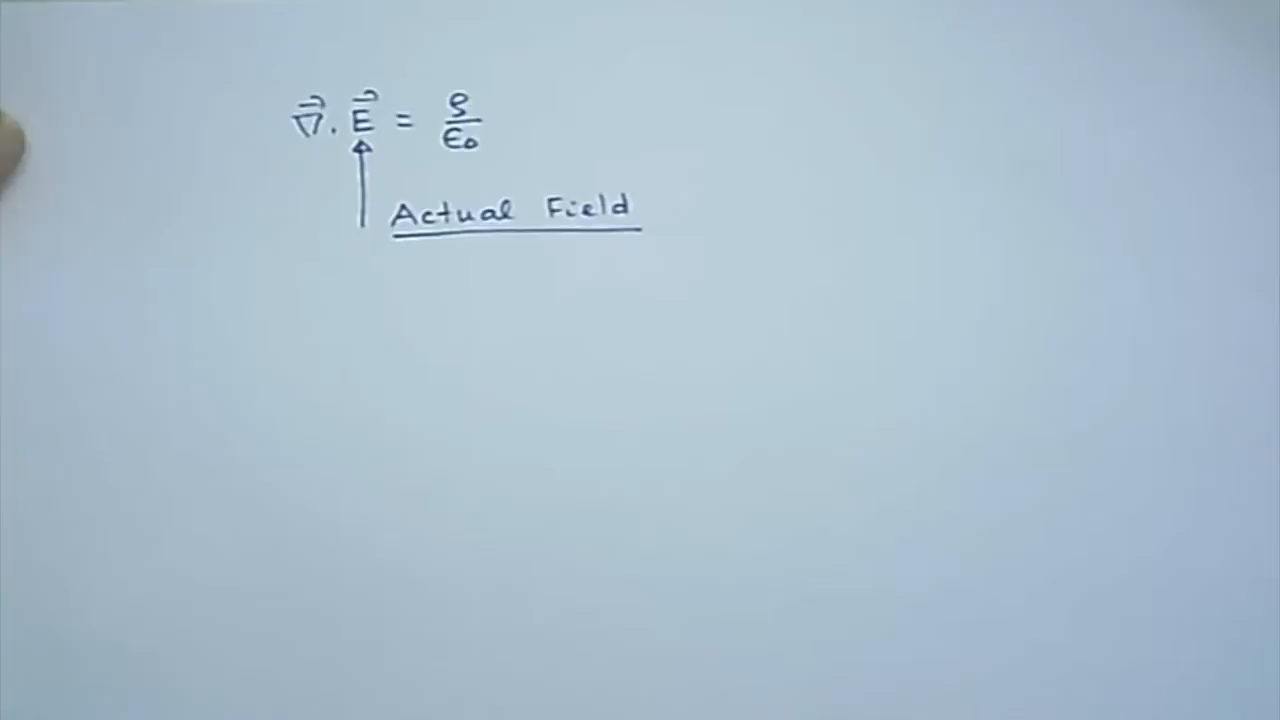 ∇⃗ . E⃗ = ρ/ε₀
Actual Field